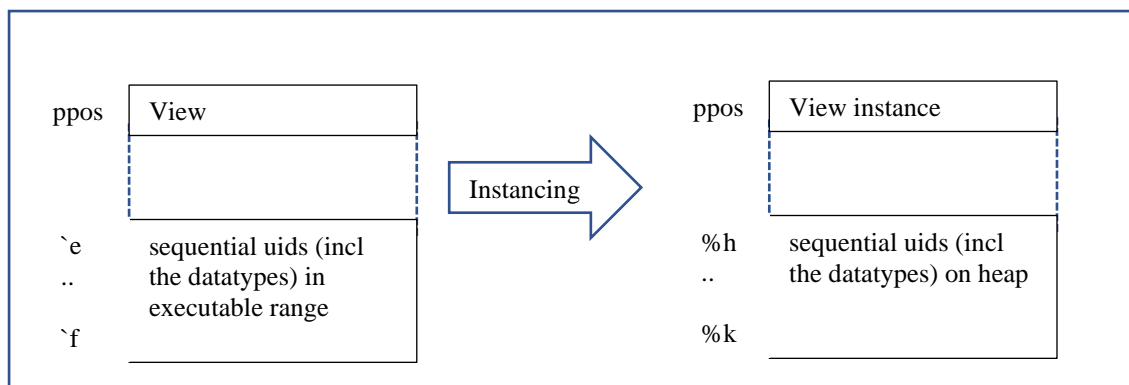 ppos
View
`e
..
`f
sequential uids (incl
the datatypes) in
executable range
Instancing
ppos
View instance
%h
..
%k
sequential uids (incl
the datatypes) on heap